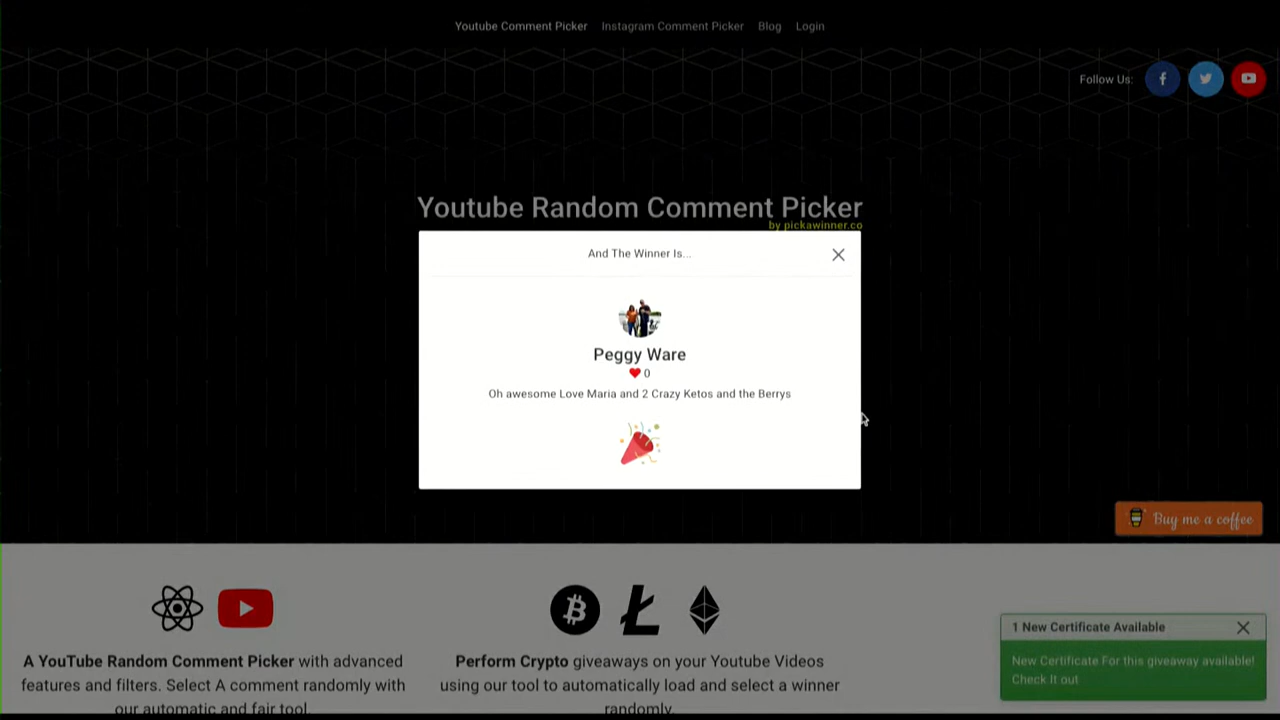 Youtube Comment Picker Instagram Comment Picker Blog Login
Follow Us:
Youtube Random Comment Picker
by pickawinner.co
And The Winner Is...
Peggy Ware
0
Oh awesome Love Maria and 2 Crazy Ketos and the Berrys
Buy me a coffee
A YouTube Random Comment Picker with advanced
features and filters. Select A comment randomly with
our automatic and fair tool.
Perform Crypto giveaways on your Youtube Videos
using our tool to automatically load and select a winner
randomly.
1 New Certificate Available
New Certificate For this giveaway available!
Check It out